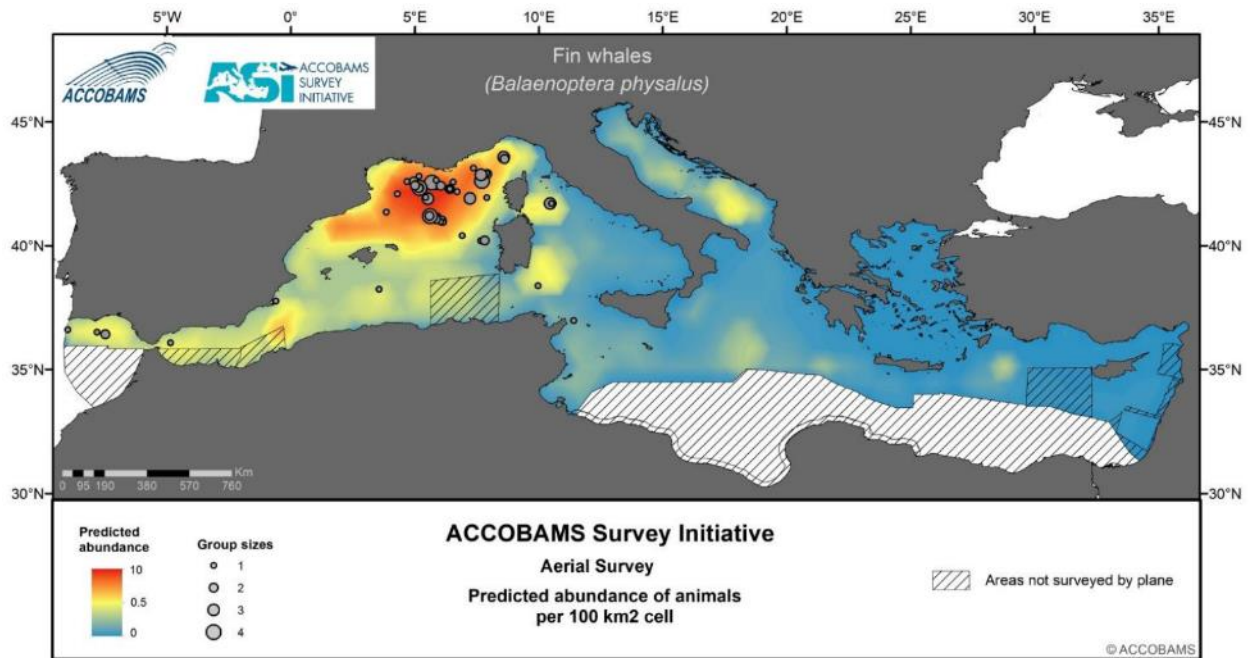 5°W 0° 5°E 10°E 15°E 20°E 25°E 30°E 35°E
ACCOBAMS
ASI ACCOBAMS
SURVEY
INITIATIVE
Fin whales
(Balaenoptera physalus)
45°N 45°N
40°N 40°N
35°N 35°N
Km
0 95 190 380 570 760
30°N 30°N
Predicted
abundance
10
0.5
0
Group sizes
1
2
3
4
ACCOBAMS Survey Initiative
Aerial Survey
Predicted abundance of animals
per 100 km2 cell
Areas not surveyed by plane
© ACCOBAMS